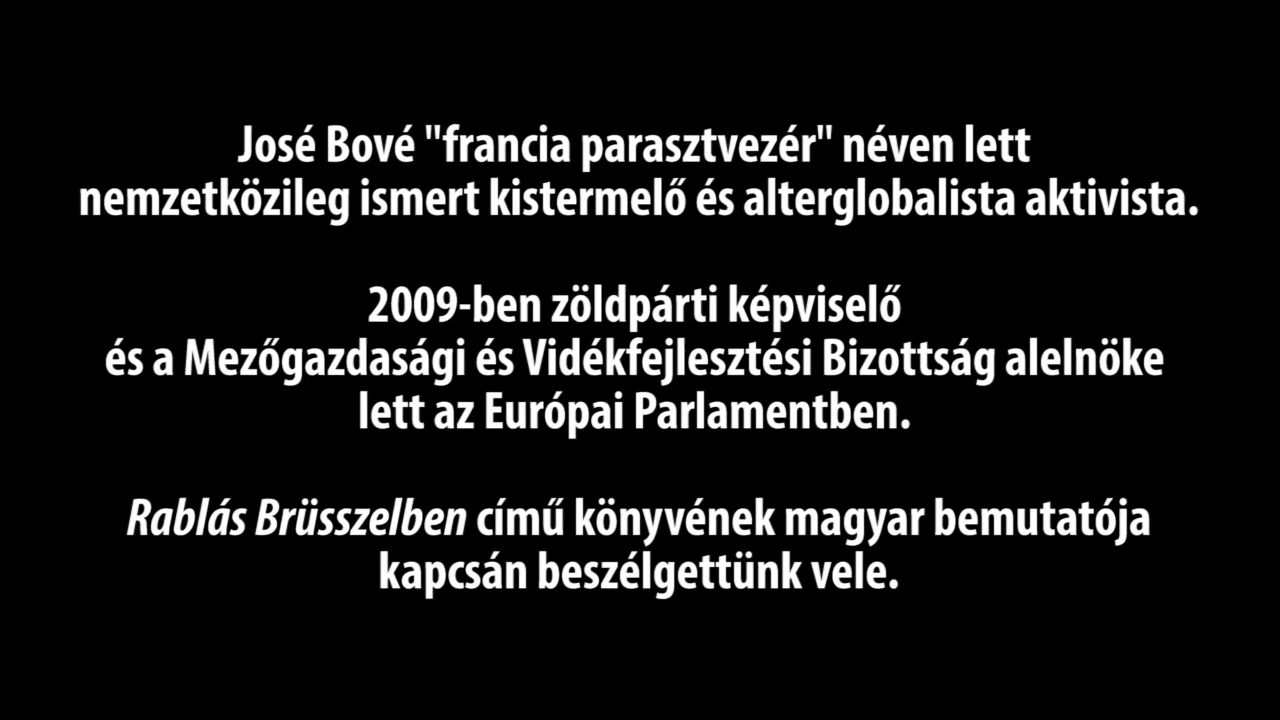 José Bové "francia parasztvezér" néven lett
nemzetközileg ismert kistermelő és alterglobalista aktivista.
2009-ben zöldpárti képviselő
és a Mezőgazdasági és Vidékfejlesztési Bizottság alelnöke
lett az Európai Parlamentben.
Rablás Brüsszelben című könyvének magyar bemutatója
kapcsán beszélgettünk vele.